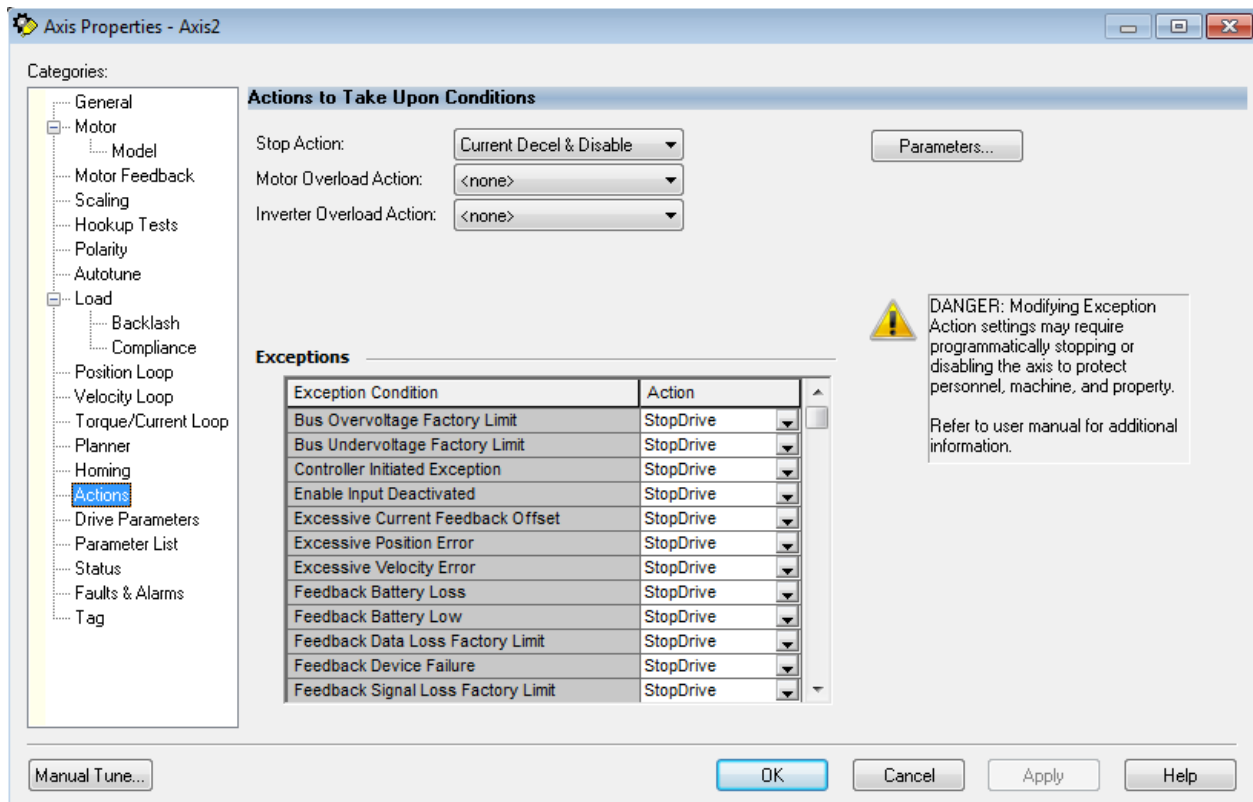 Axis Properties - Axis2
Categories:
General
Motor
Model
Motor Feedback
Scaling
Hookup Tests
Polarity
Autotune
Load
Backlash
Compliance
Position Loop
Velocity Loop
Torque/Current Loop
Planner
Homing
Actions
Drive Parameters
Parameter List
Status
Faults & Alarms
Tag
Actions to Take Upon Conditions
Stop Action: Current Decel & Disable
Parameters...
Motor Overload Action: <none>
Inverter Overload Action: <none>
DANGER: Modifying Exception
Action settings may require
programmatically stopping or
disabling the axis to protect
personnel, machine, and property.
Refer to user manual for additional
information.
Exceptions
Exception Condition Action
Bus Overvoltage Factory Limit StopDrive
Bus Undervoltage Factory Limit StopDrive
Controller Initiated Exception StopDrive
Enable Input Deactivated StopDrive
Excessive Current Feedback Offset StopDrive
Excessive Position Error StopDrive
Excessive Velocity Error StopDrive
Feedback Battery Loss StopDrive
Feedback Battery Low StopDrive
Feedback Data Loss Factory Limit StopDrive
Feedback Device Failure StopDrive
Feedback Signal Loss Factory Limit StopDrive
Manual Tune... OK Cancel Apply Help